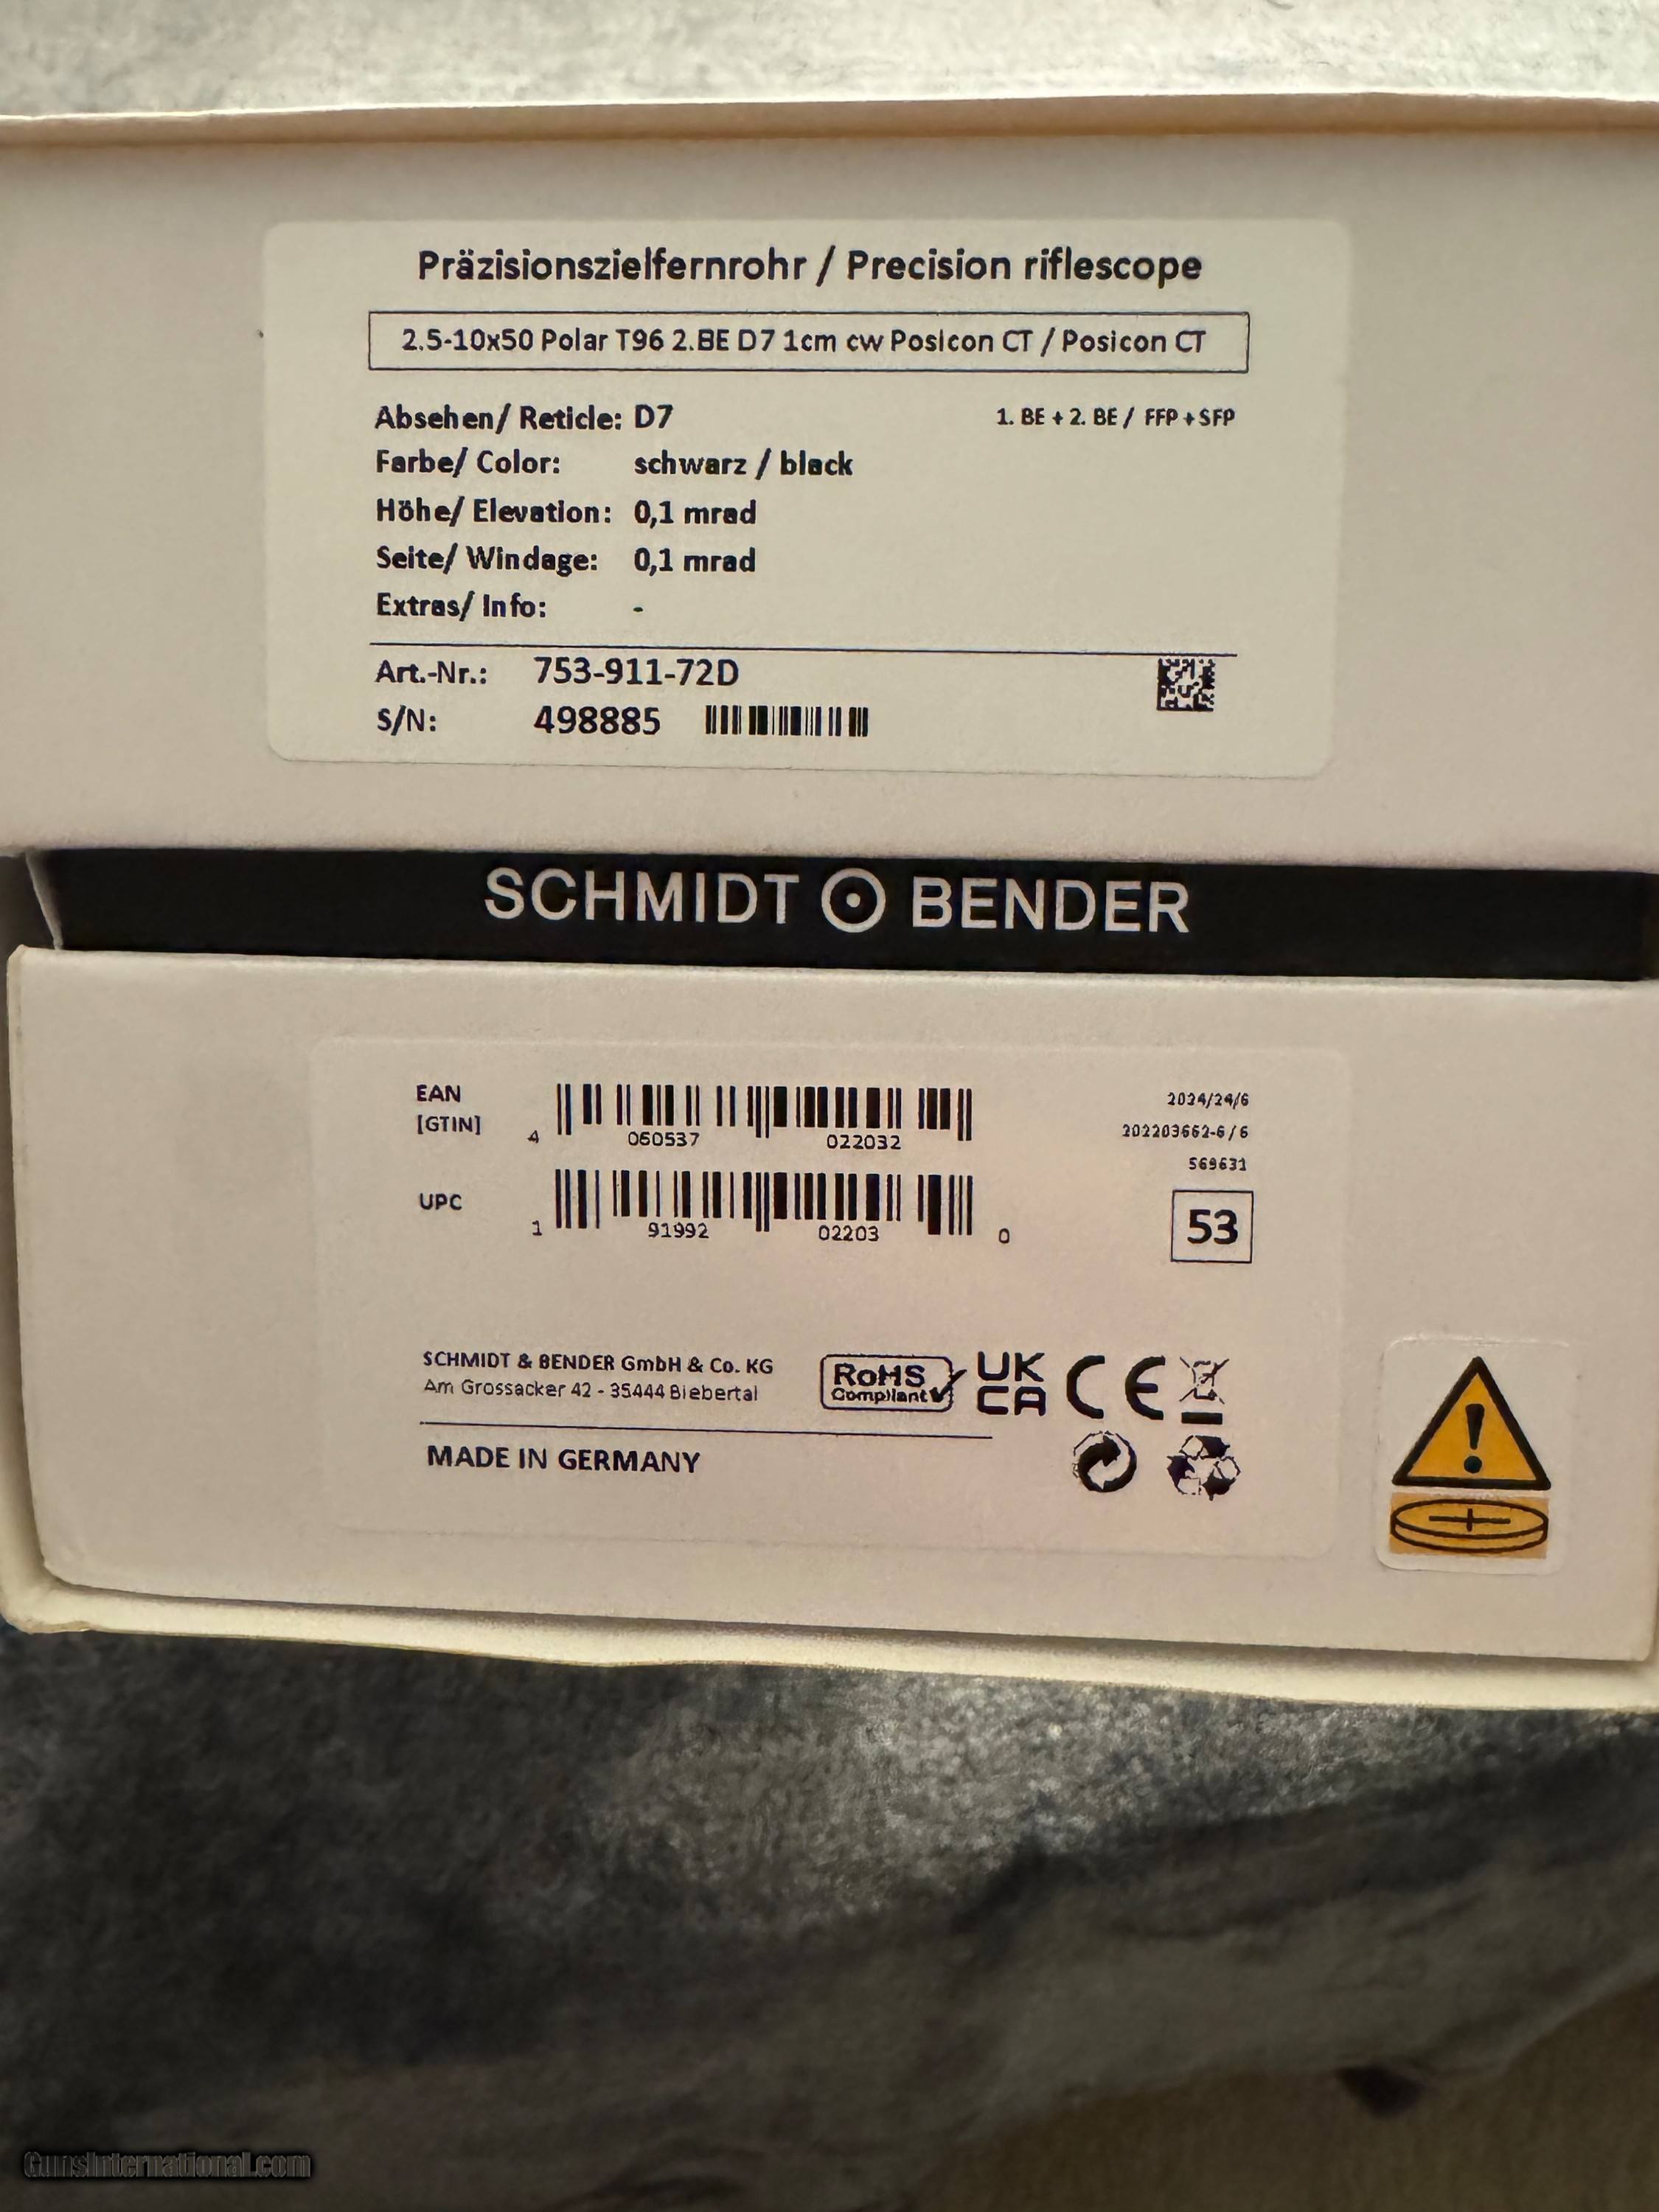 Präzisionszielfernrohr / Precision riflescope
2.5-10x50 Polar T96 2.BE D7 1cm cw Posicon CT / Posicon CT
Absehen/ Reticle: D7
1. BE + 2. BE / FFP + SFP
Farbe/ Color: schwarz / black
Höhe/ Elevation: 0,1 mrad
Seite/ Windage: 0,1 mrad
Extras/ Info: -
Art.-Nr.: 753-911-72D
S/N: 498885
SCHMIDT BENDER
EAN
[GTIN]
4 060537 022032
2024/24/6
202203662-6/6
569631
UPC
1 91992 02203 0
53
SCHMIDT & BENDER GmbH & Co. KG
Am Grossacker 42 - 35444 Biebertal
RoHS
Compliant
UK
CA
CE
MADE IN GERMANY
GunsInternational.com